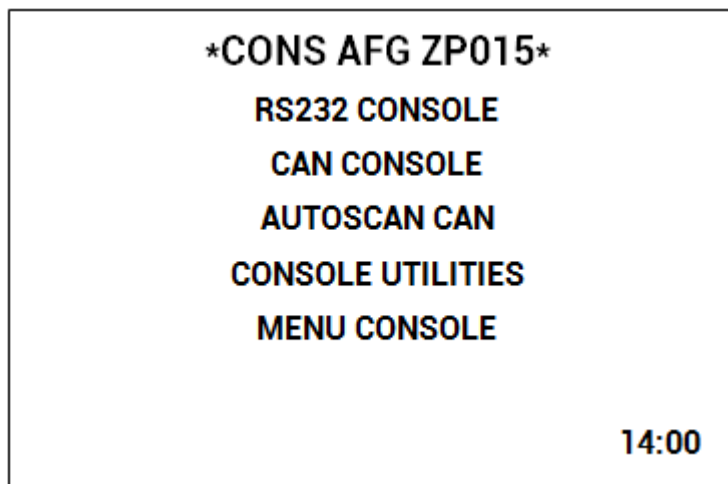 *CONS AFG ZP015*
RS232 CONSOLE
CAN CONSOLE
AUTOSCAN CAN
CONSOLE UTILITIES
MENU CONSOLE
14:00